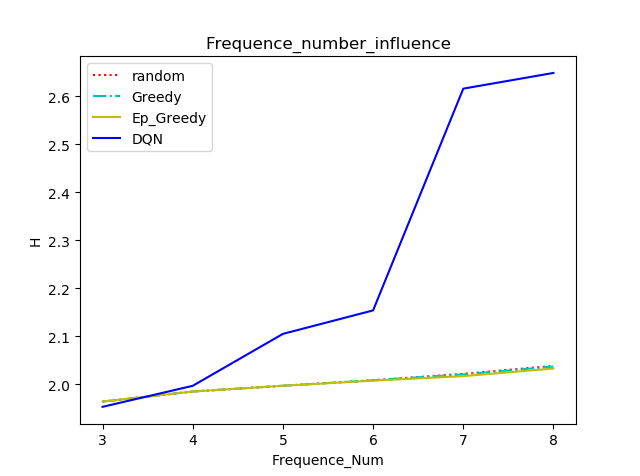 Frequence_number_influence
random
Greedy
Ep_Greedy
DQN
2.6
2.5
2.4
2.3
2.2
2.1
2.0
H
3 4 5 6 7 8
Frequence_Num